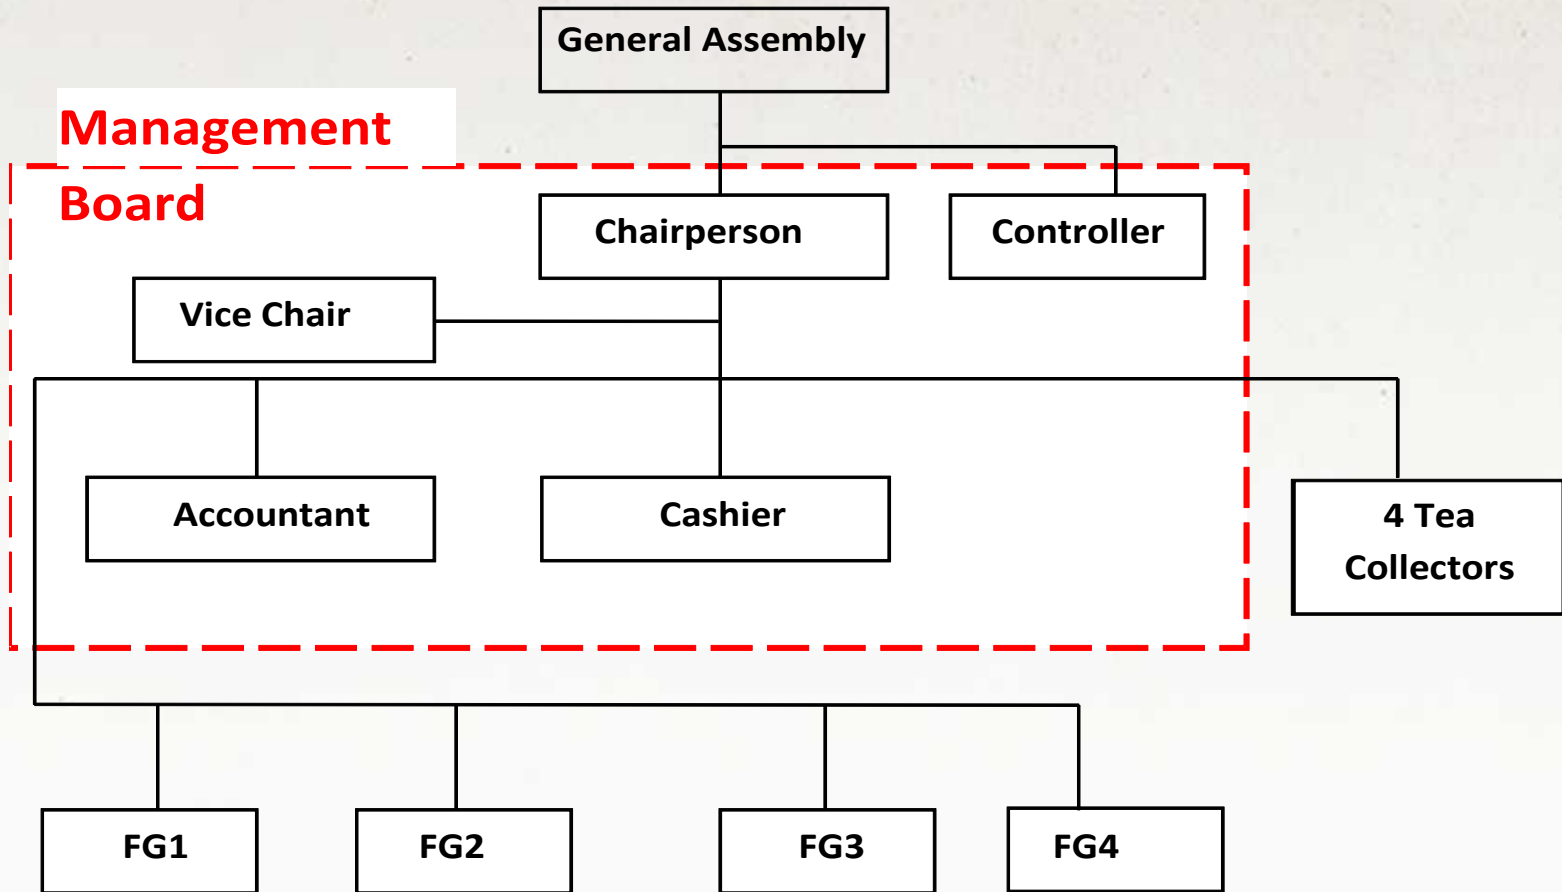 General Assembly
Management
Board
Chairperson
Controller
Vice Chair
Accountant
Cashier
4 Tea
Collectors
FG1
FG2
FG3
FG4